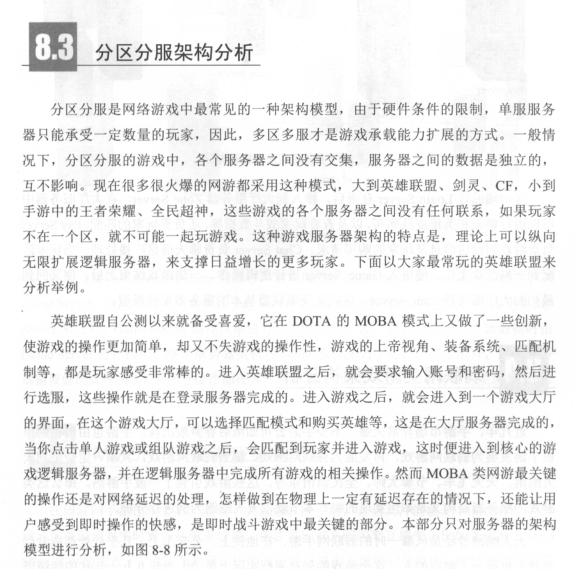 8.3 分区分服架构分析
分区分服是网络游戏中最常见的一种架构模型，由于硬件条件的限制，单服服务
器只能承受一定数量的玩家，因此，多区多服才是游戏承载能力扩展的方式。一般情
况下，分区分服的游戏中，各个服务器之间没有交集，服务器之间的数据是独立的，
互不影响。现在很多很火爆的网游都采用这种模式，大到英雄联盟、剑灵、CF，小到
手游中的王者荣耀、全民超神，这些游戏的各个服务器之间没有任何联系，如果玩家
不在一个区，就不可能一起玩游戏。这种游戏服务器架构的特点是，理论上可以纵向
无限扩展逻辑服务器，来支撑日益增长的更多玩家。下面以大家最常玩的英雄联盟来
分析举例。
英雄联盟自公测以来就备受喜爱，它在 DOTA 的 MOBA 模式上又做了一些创新，
使游戏的操作更加简单，却又不失游戏的操作性，游戏的上帝视角、装备系统、匹配机
制等，都是玩家感受非常棒的。进入英雄联盟之后，就会要求输入账号和密码，然后进
行选服，这些操作就是在登录服务器完成的。进入游戏之后，就会进入到一个游戏大厅
的界面，在这个游戏大厅，可以选择匹配模式和购买英雄等，这是在大厅服务器完成的，
当你点击单人游戏或组队游戏之后，会匹配到玩家并进入游戏，这时便进入到核心的游
戏逻辑服务器，并在逻辑服务器中完成所有游戏的相关操作。然而 MOBA 类网游最关键
的操作还是对网络延迟的处理，怎样做到在物理上一定有延迟存在的情况下，还能让用
户感受到即时操作的快感，是即时战斗游戏中最关键的部分。本部分只对服务器的架构
模型进行分析，如图 8-8 所示。